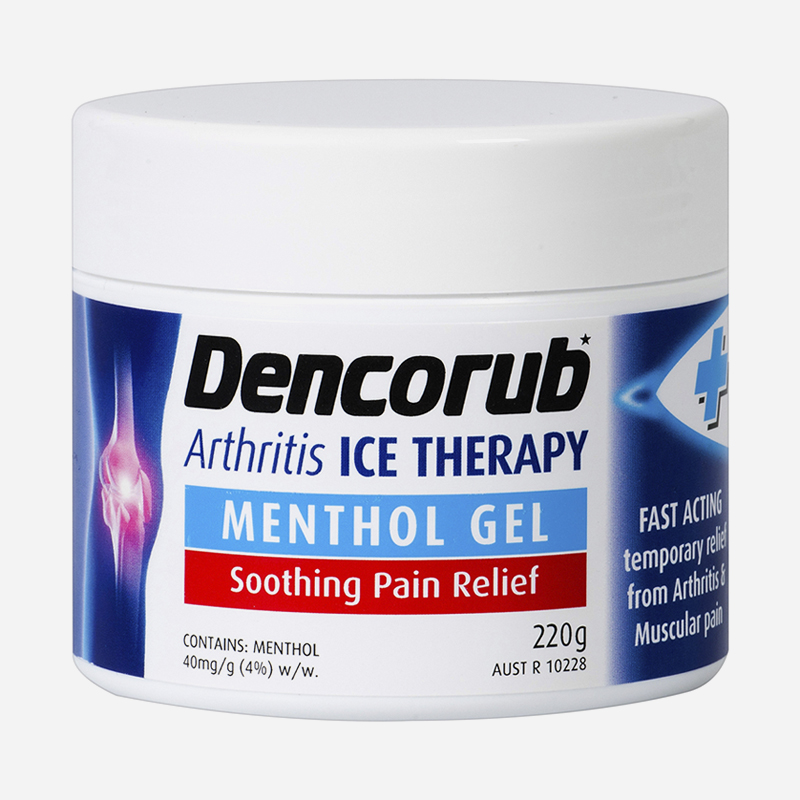 Dencorub*
Arthritis ICE THERAPY
MENTHOL GEL
Soothing Pain Relief
CONTAINS: MENTHOL
40mg/g (4%) w/w.
220g
AUST R 10228
FAST ACTING
temporary relief
from Arthritis &
Muscular pain